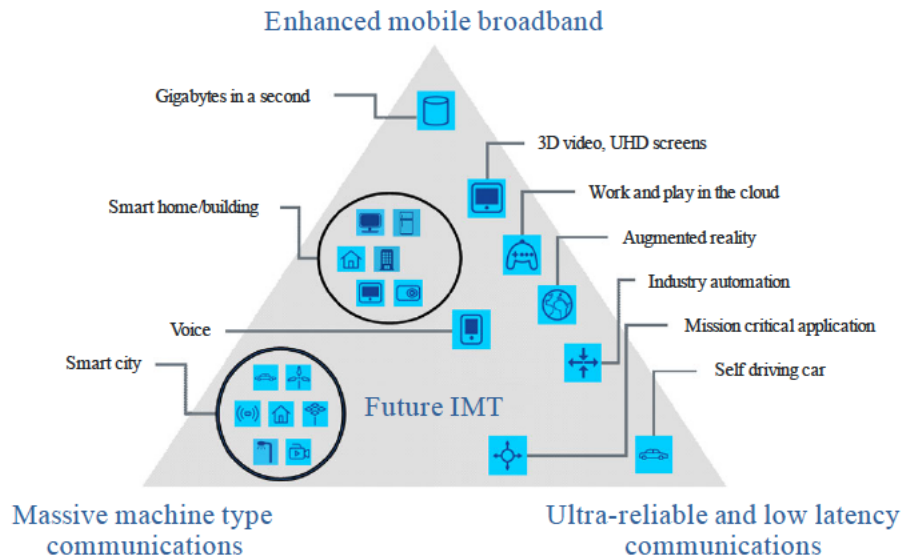 Enhanced mobile broadband
Gigabytes in a second
3D video, UHD screens
Work and play in the cloud
Smart home/building
Augmented reality
Industry automation
Voice
Mission critical application
Smart city
Self driving car
Future IMT
Massive machine type
communications
Ultra-reliable and low latency
communications